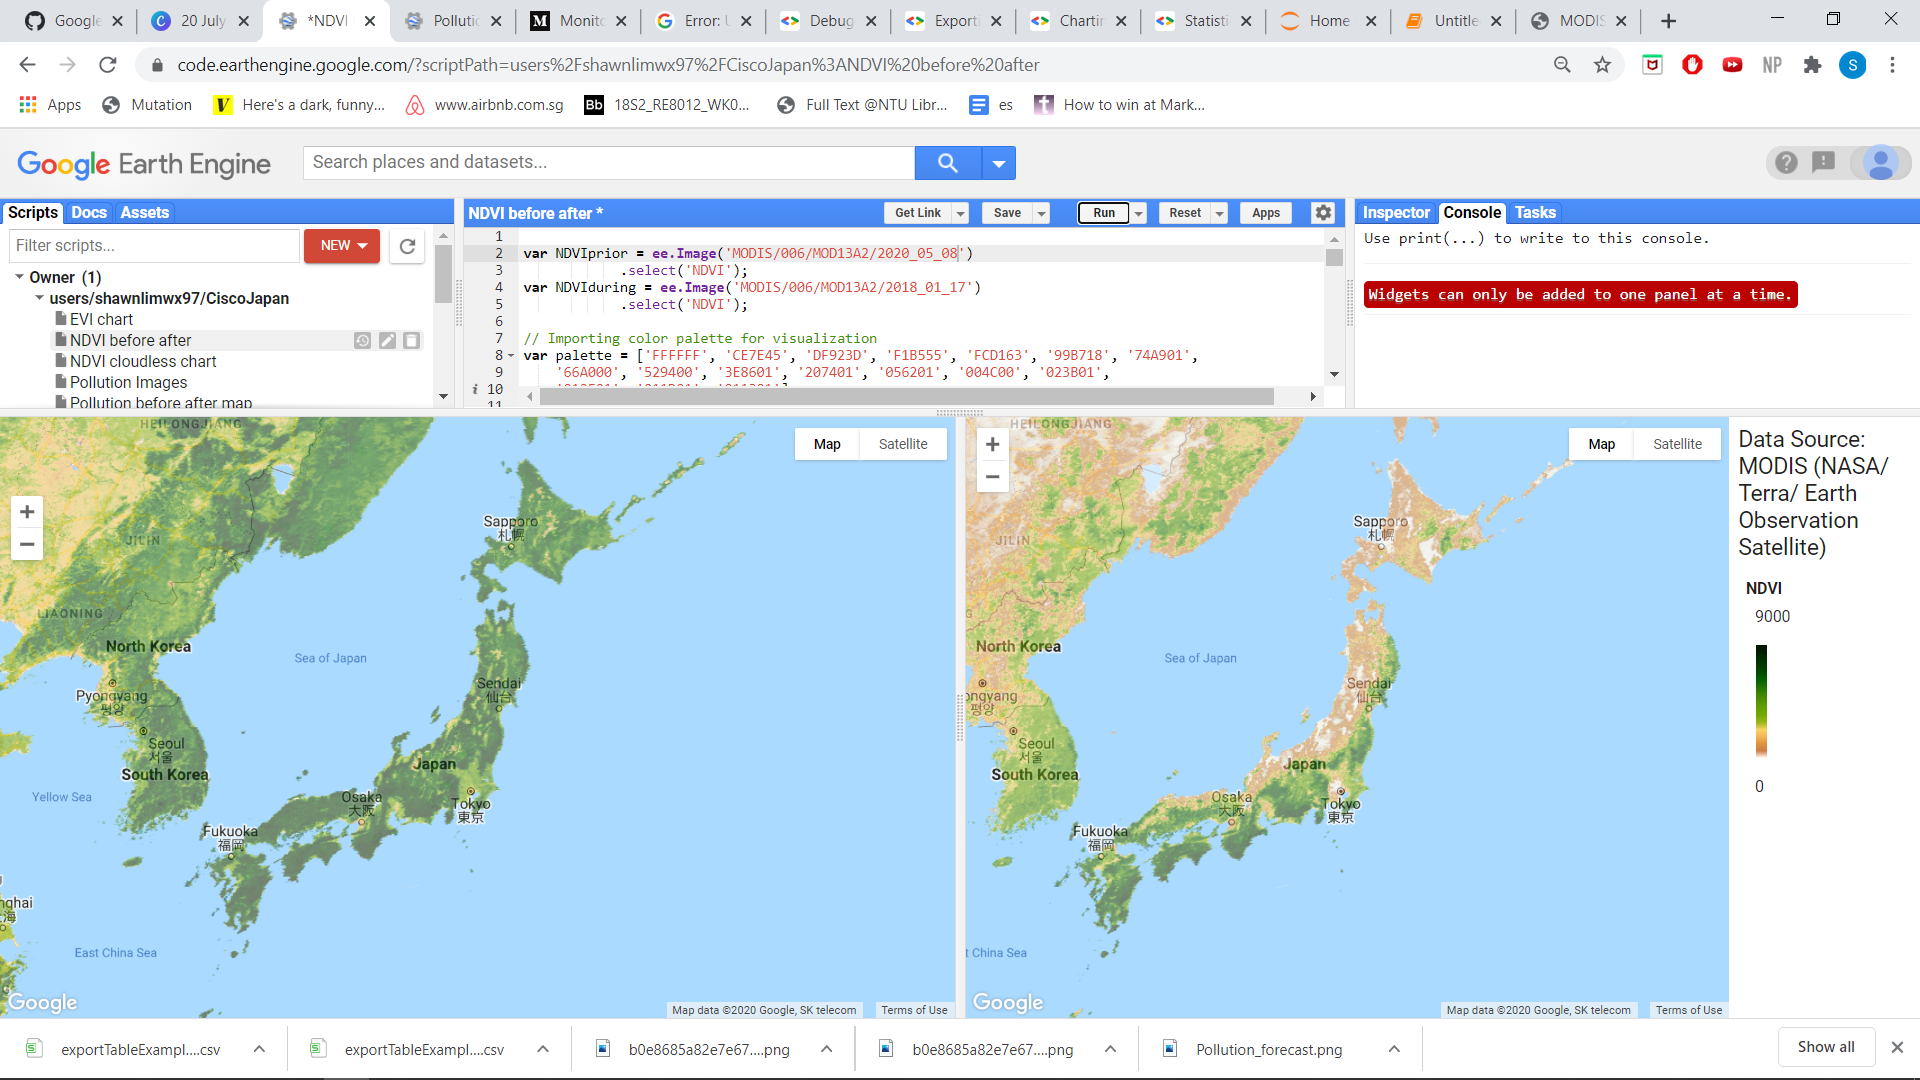 Google
20 July
*NDVI
Pollutic
Monito
Error: U
Debug
Exporti
Chartin
Statisti
Home
Untitle
MODIS
code.earthengine.google.com/?scriptPath=users%2Fshawnlimwx97%2FCiscoJapan%3ANDVI%20before%20after
NP
S
Apps
Mutation
Here's a dark, funny...
www.airbnb.com.sg
Bb
18S2_RE8012_WK0...
Full Text @NTU Libr...
es
How to win at Mark...
Google Earth Engine
Search places and datasets...
Scripts Docs Assets
Filter scripts...
NEW
Owner (1)
users/shawnlimwx97/CiscoJapan
EVI chart
NDVI before after
NDVI cloudless chart
Pollution Images
Pollution before after map
NDVI before after *
Get Link
Save
Run
Reset
Apps
1
2 var NDVIprior = ee.Image('MODIS/006/MOD13A2/2020_05_08')
3 .select('NDVI');
4 var NDVIduring = ee.Image('MODIS/006/MOD13A2/2018_01_17')
5 .select('NDVI');
6
7 // Importing color palette for visualization
8 var palette = ['FFFFFF', 'CE7E45', 'DF923D', 'F1B555', 'FCD163', '99B718', '74A901',
9 '66A000', '529400', '3E8601', '207401', '056201', '004C00', '023B01',
i 10
11
Inspector Console Tasks
Use print(...) to write to this console.
Widgets can only be added to one panel at a time.
HEILONGJIANG
Map Satellite
+
−
Sapporo
札幌
JILIN
LIAONING
North Korea
Sea of Japan
Pyongyang
평양
Sendai
仙台
Seoul
서울
South Korea
Japan
Yellow Sea
Osaka
大阪
Tokyo
東京
Fukuoka
福岡
nghai
海
East China Sea
Google
Map data ©2020 Google, SK telecom
Terms of Use
HEILONGJIANG
+
−
Map Satellite
Sapporo
札幌
JILIN
North Korea
Sea of Japan
ongyang
평양
Sendai
仙台
Seoul
서울
South Korea
Japan
Osaka
大阪
Tokyo
東京
Fukuoka
福岡
t China Sea
Google
Map data ©2020 Google, SK telecom
Terms of Use
Data Source:
MODIS (NASA/
Terra/ Earth
Observation
Satellite)
NDVI
9000
0
exportTableExampl....csv
exportTableExampl....csv
b0e8685a82e7e67....png
b0e8685a82e7e67....png
Pollution_forecast.png
Show all